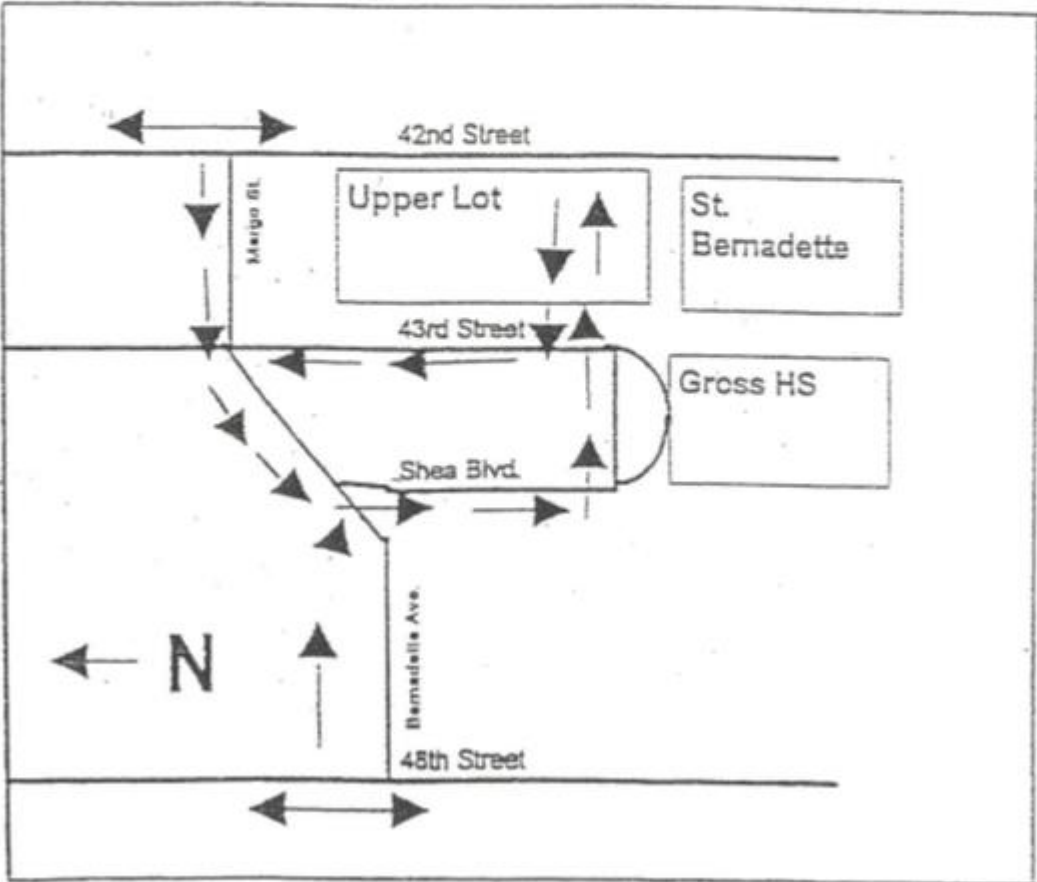 42nd Street
Upper Lot
St.
Bernadette
Margo St.
43rd Street
Gross HS
Shea Blvd.
Bernadette Ave.
N
48th Street